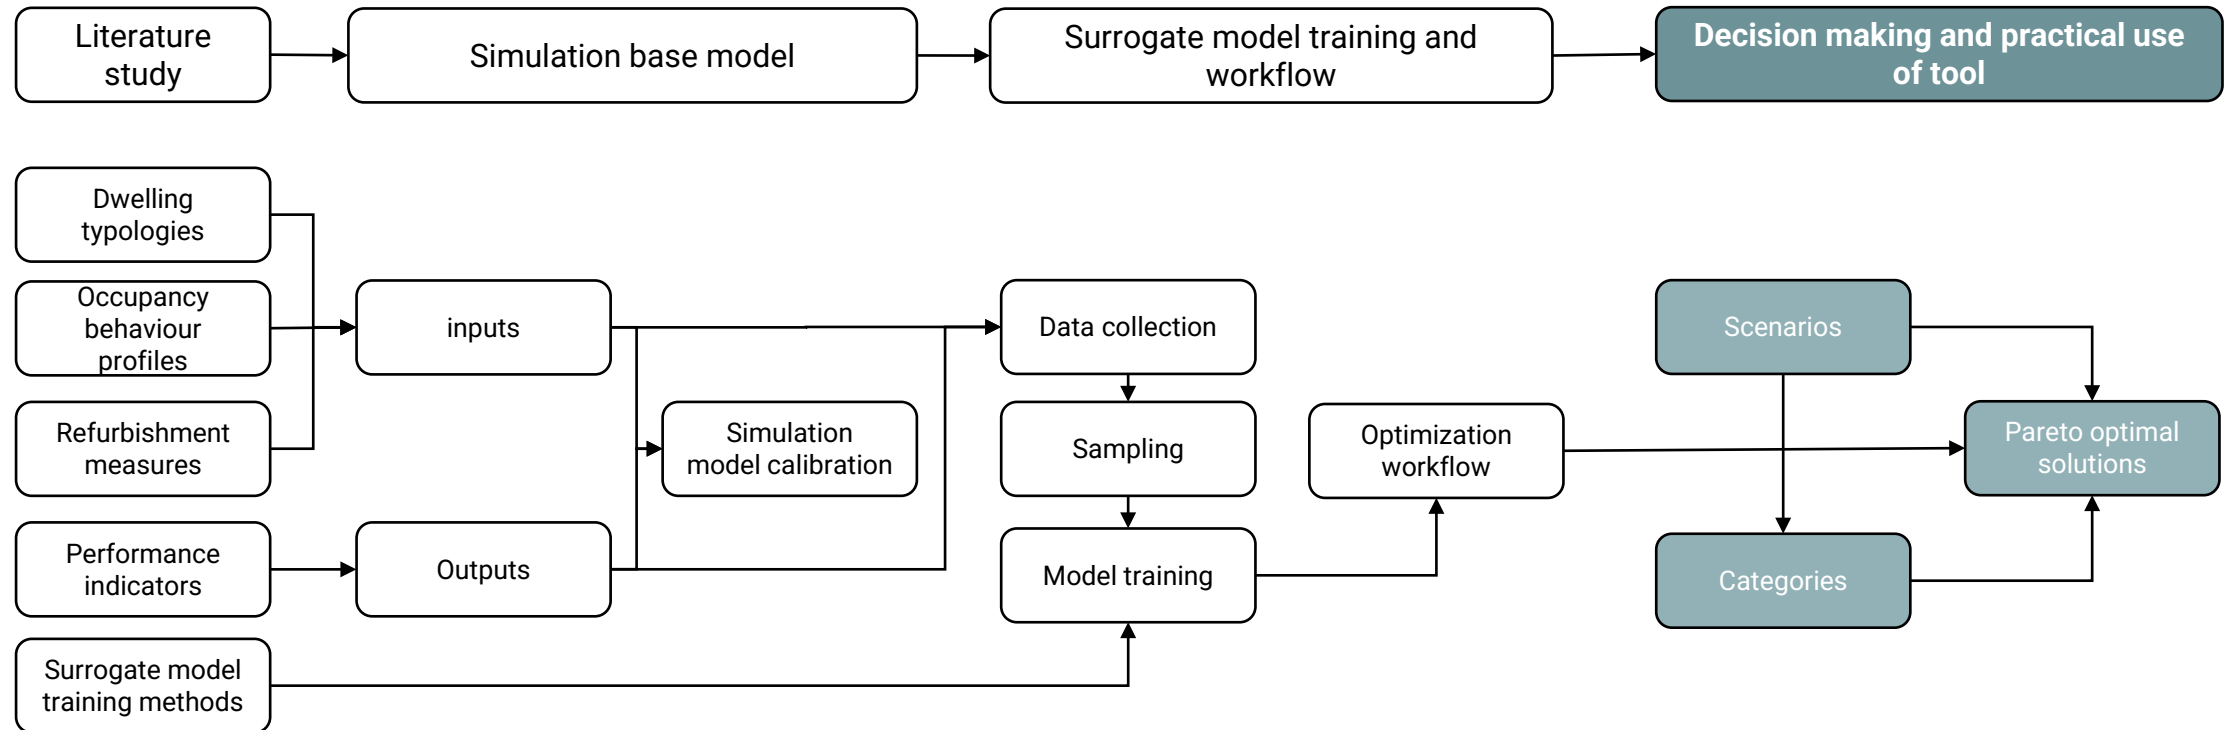 Literature
study
Simulation base model
Surrogate model training and
workflow
Decision making and practical use
of tool
Dwelling
typologies
Occupancy
behaviour
profiles
Refurbishment
measures
Performance
indicators
Surrogate model
training methods
inputs
Outputs
Simulation
model calibration
Data collection
Sampling
Model training
Optimization
workflow
Scenarios
Categories
Pareto optimal
solutions